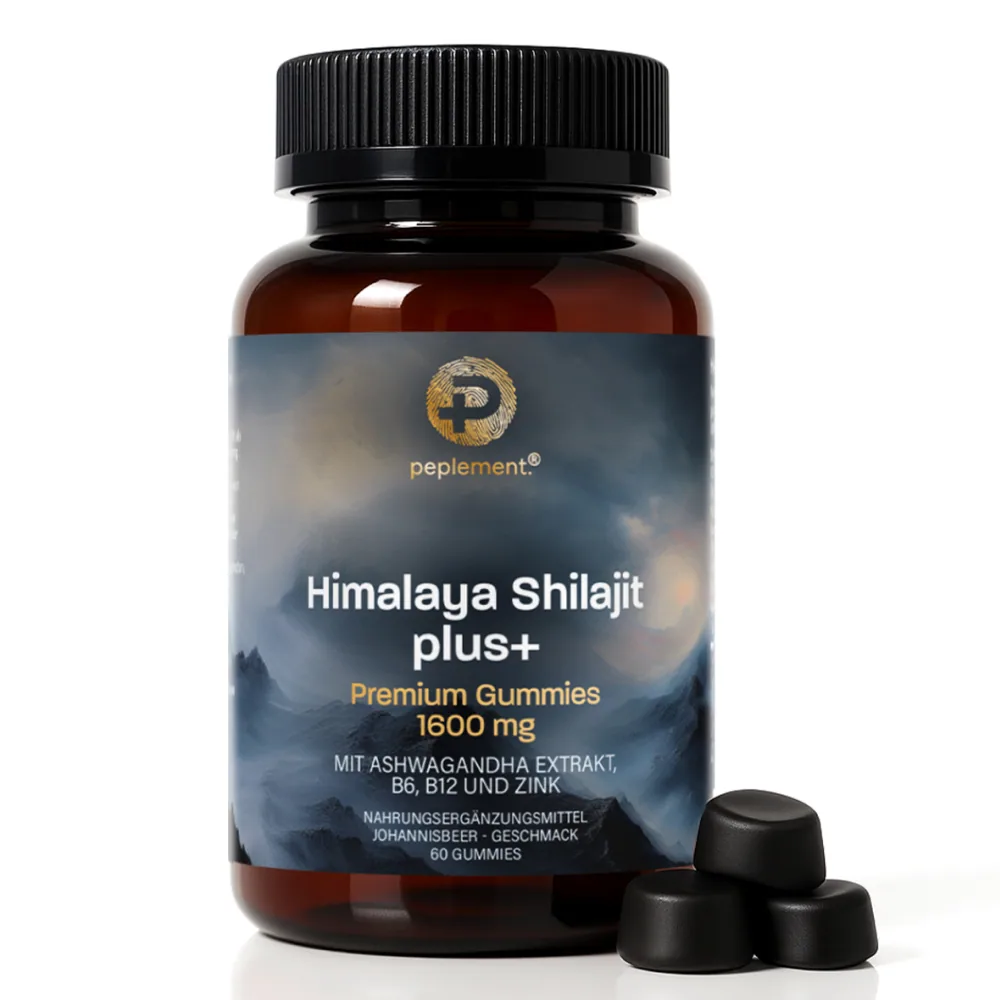 peplement.®
Himalaya Shilajit
plus+
Premium Gummies
1600 mg
MIT ASHWAGANDHA EXTRAKT,
B6, B12 UND ZINK
NAHRUNGSERGÄNZUNGSMITTEL
JOHANNISBEER - GESCHMACK
60 GUMMIES